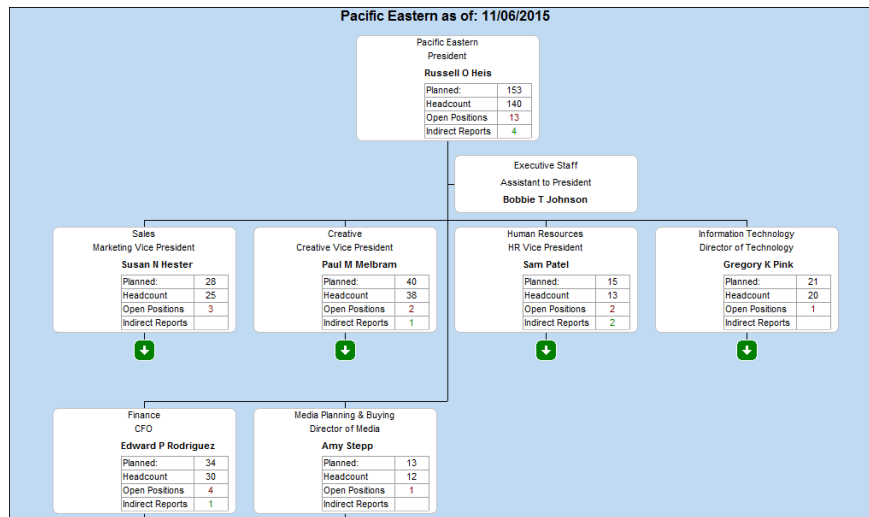 Pacific Eastern as of: 11/06/2015
Pacific Eastern
President
Russell O Heis
Planned: 153
Headcount 140
Open Positions 13
Indirect Reports 4
Executive Staff
Assistant to President
Bobbie T Johnson
Sales
Marketing Vice President
Susan N Hester
Planned: 28
Headcount 25
Open Positions 3
Indirect Reports
Creative
Creative Vice President
Paul M Melbram
Planned: 40
Headcount 38
Open Positions 2
Indirect Reports 1
Human Resources
HR Vice President
Sam Patel
Planned: 15
Headcount 13
Open Positions 2
Indirect Reports 2
Information Technology
Director of Technology
Gregory K Pink
Planned: 21
Headcount 20
Open Positions 1
Indirect Reports
Finance
CFO
Edward P Rodriguez
Planned: 34
Headcount 30
Open Positions 4
Indirect Reports 1
Media Planning & Buying
Director of Media
Amy Stepp
Planned: 13
Headcount 12
Open Positions 1
Indirect Reports